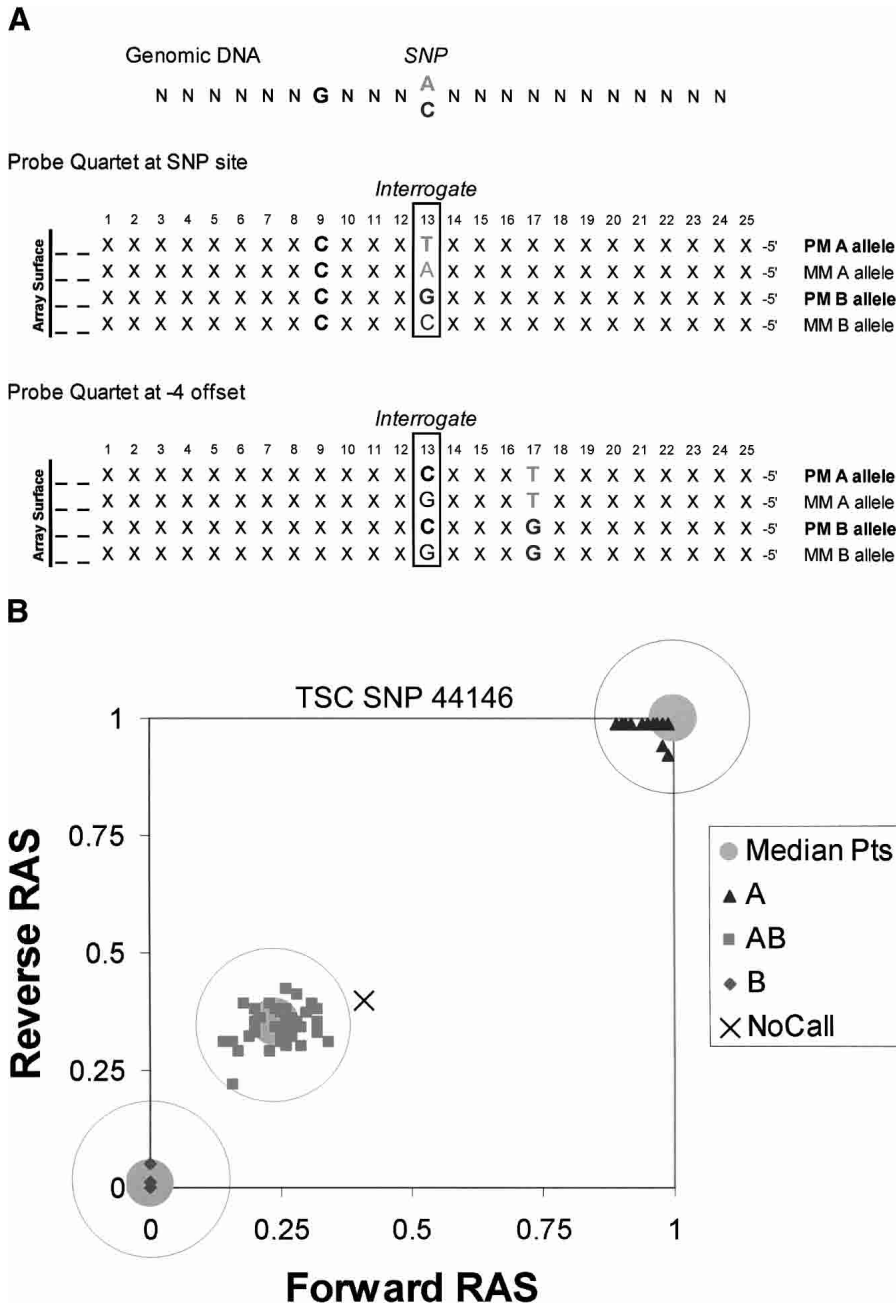 A
Genomic DNA
SNP
A
N N N N N N G N N N N N N N N N N N N N
C
Probe Quartet at SNP site
Interrogate
1 2 3 4 5 6 7 8 9 10 11 12 13 14 15 16 17 18 19 20 21 22 23 24 25
Array Surface
_ _ X X X X X X X X C X X X T X X X X X X X X X X X X -5' PM A allele
_ _ X X X X X X X X C X X X A X X X X X X X X X X X X -5' MM A allele
_ _ X X X X X X X X C X X X G X X X X X X X X X X X X -5' PM B allele
_ _ X X X X X X X X C X X X C X X X X X X X X X X X X -5' MM B allele
Probe Quartet at -4 offset
Interrogate
1 2 3 4 5 6 7 8 9 10 11 12 13 14 15 16 17 18 19 20 21 22 23 24 25
Array Surface
_ _ X X X X X X X X X X X X C X X X T X X X X X X X X -5' PM A allele
_ _ X X X X X X X X X X X X G X X X T X X X X X X X X -5' MM A allele
_ _ X X X X X X X X X X X X C X X X G X X X X X X X X -5' PM B allele
_ _ X X X X X X X X X X X X G X X X G X X X X X X X X -5' MM B allele
B
TSC SNP 44146
1
0.75
0.5
0.25
0
Reverse RAS
0 0.25 0.5 0.75 1
Forward RAS
Median Pts
A
AB
B
NoCall